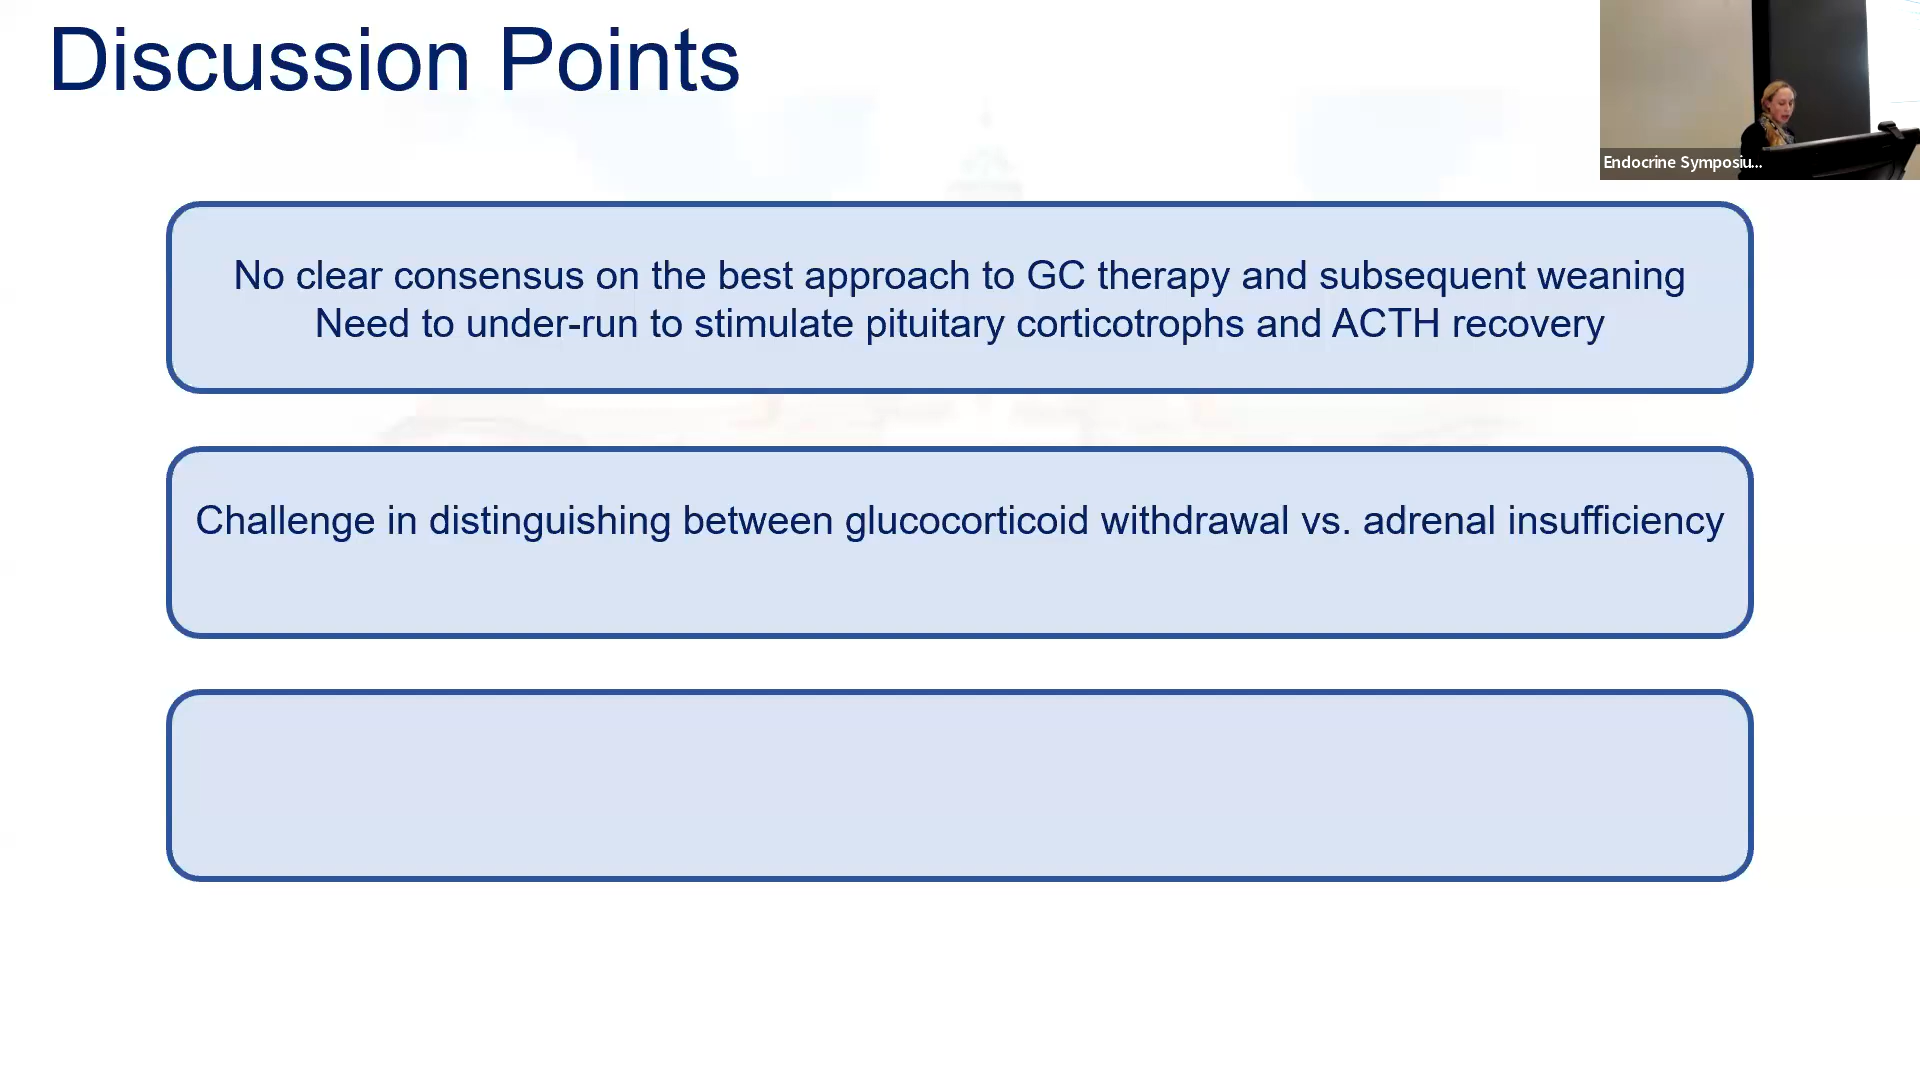 Discussion Points
Endocrine Symposiu...
No clear consensus on the best approach to GC therapy and subsequent weaning
Need to under-run to stimulate pituitary corticotrophs and ACTH recovery
Challenge in distinguishing between glucocorticoid withdrawal vs. adrenal insufficiency